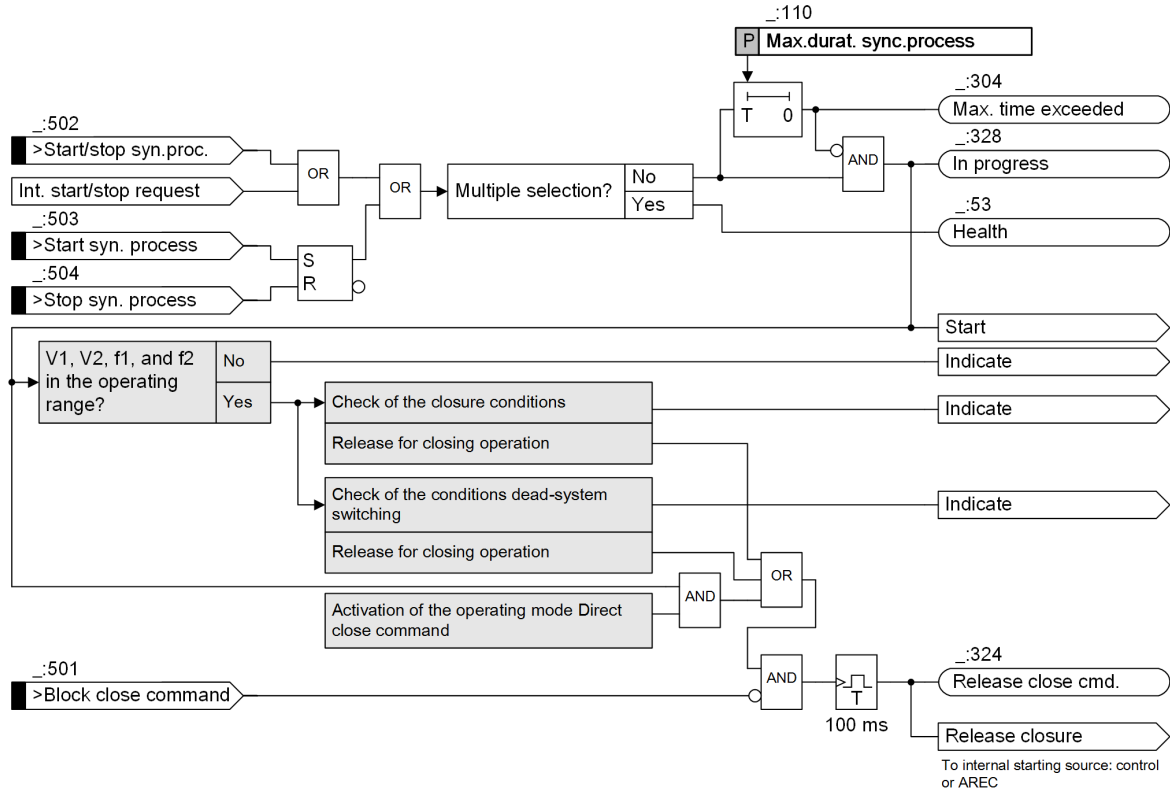 _:110
P Max.durat. sync.process
_:304
T 0
Max. time exceeded
_:502
>Start/stop syn.proc.
_:328
OR
AND
In progress
Int. start/stop request
OR
Multiple selection?
No
Yes
_:503
_:53
>Start syn. process
S
R
Health
_:504
>Stop syn. process
Start
V1, V2, f1, and f2
in the operating
range?
No
Yes
Indicate
Check of the closure conditions
Indicate
Release for closing operation
Check of the conditions dead-system
switching
Indicate
Release for closing operation
OR
AND
Activation of the operating mode Direct
close command
_:501
>Block close command
AND
T
100 ms
_:324
Release close cmd.
Release closure
To internal starting source: control
or AREC